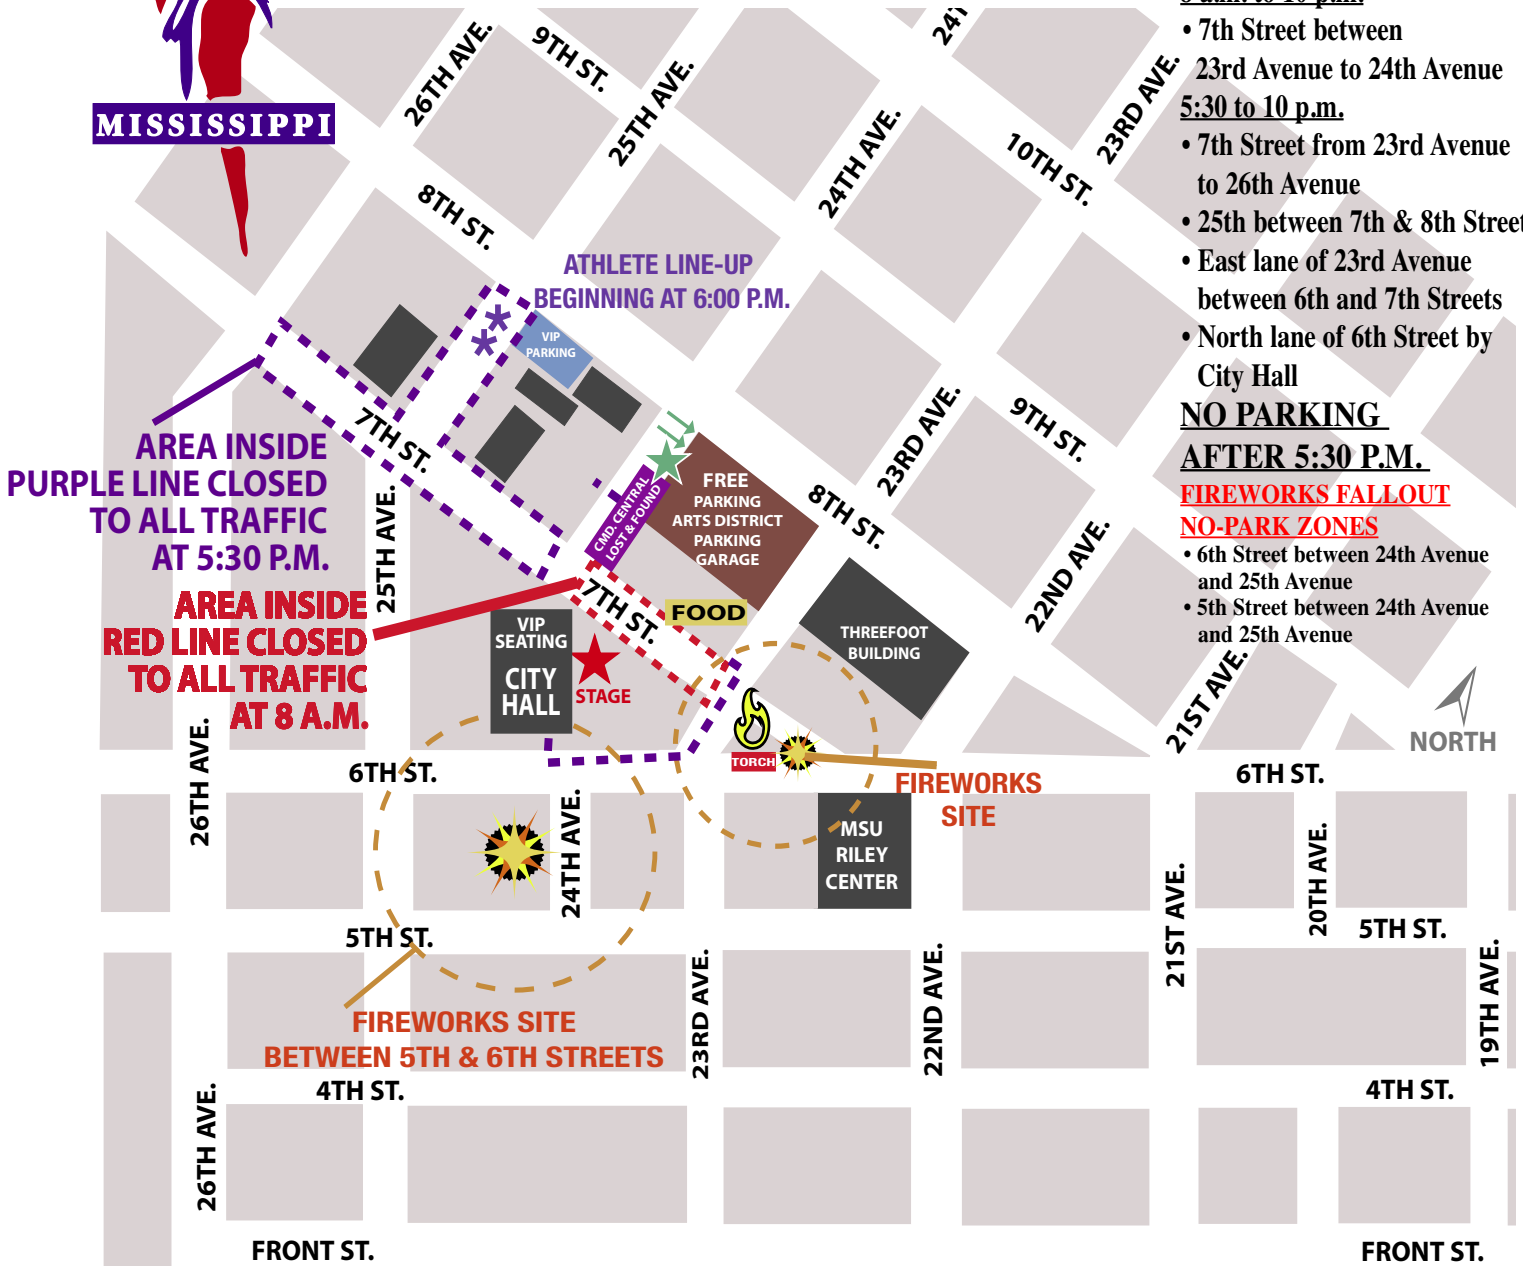 MISSISSIPPI
8 a.m. to 10 p.m.
• 7th Street between
23rd Avenue to 24th Avenue
5:30 to 10 p.m.
• 7th Street from 23rd Avenue
to 26th Avenue
• 25th between 7th & 8th Street
• East lane of 23rd Avenue
between 6th and 7th Streets
• North lane of 6th Street by
City Hall
NO PARKING
AFTER 5:30 P.M.
FIREWORKS FALLOUT
NO-PARK ZONES
• 6th Street between 24th Avenue
and 25th Avenue
• 5th Street between 24th Avenue
and 25th Avenue
26TH AVE.
9TH ST.
25TH AVE.
24TH AVE.
23RD AVE.
10TH ST.
8TH ST.
ATHLETE LINE-UP
BEGINNING AT 6:00 P.M.
VIP
PARKING
7TH ST.
AREA INSIDE
PURPLE LINE CLOSED
TO ALL TRAFFIC
AT 5:30 P.M.
25TH AVE.
CMD. CENTRAL
LOST & FOUND
FREE
PARKING
ARTS DISTRICT
PARKING
GARAGE
8TH ST.
23RD AVE.
9TH ST.
22ND AVE.
AREA INSIDE
RED LINE CLOSED
TO ALL TRAFFIC
AT 8 A.M.
7TH ST.
FOOD
VIP
SEATING
CITY
HALL
STAGE
THREEFOOT
BUILDING
21ST AVE.
NORTH
TORCH
FIREWORKS
SITE
26TH AVE.
6TH ST.
6TH ST.
24TH AVE.
MSU
RILEY
CENTER
21ST AVE.
20TH AVE.
5TH ST.
5TH ST.
23RD AVE.
22ND AVE.
19TH AVE.
FIREWORKS SITE
BETWEEN 5TH & 6TH STREETS
4TH ST.
4TH ST.
26TH AVE.
FRONT ST.
FRONT ST.